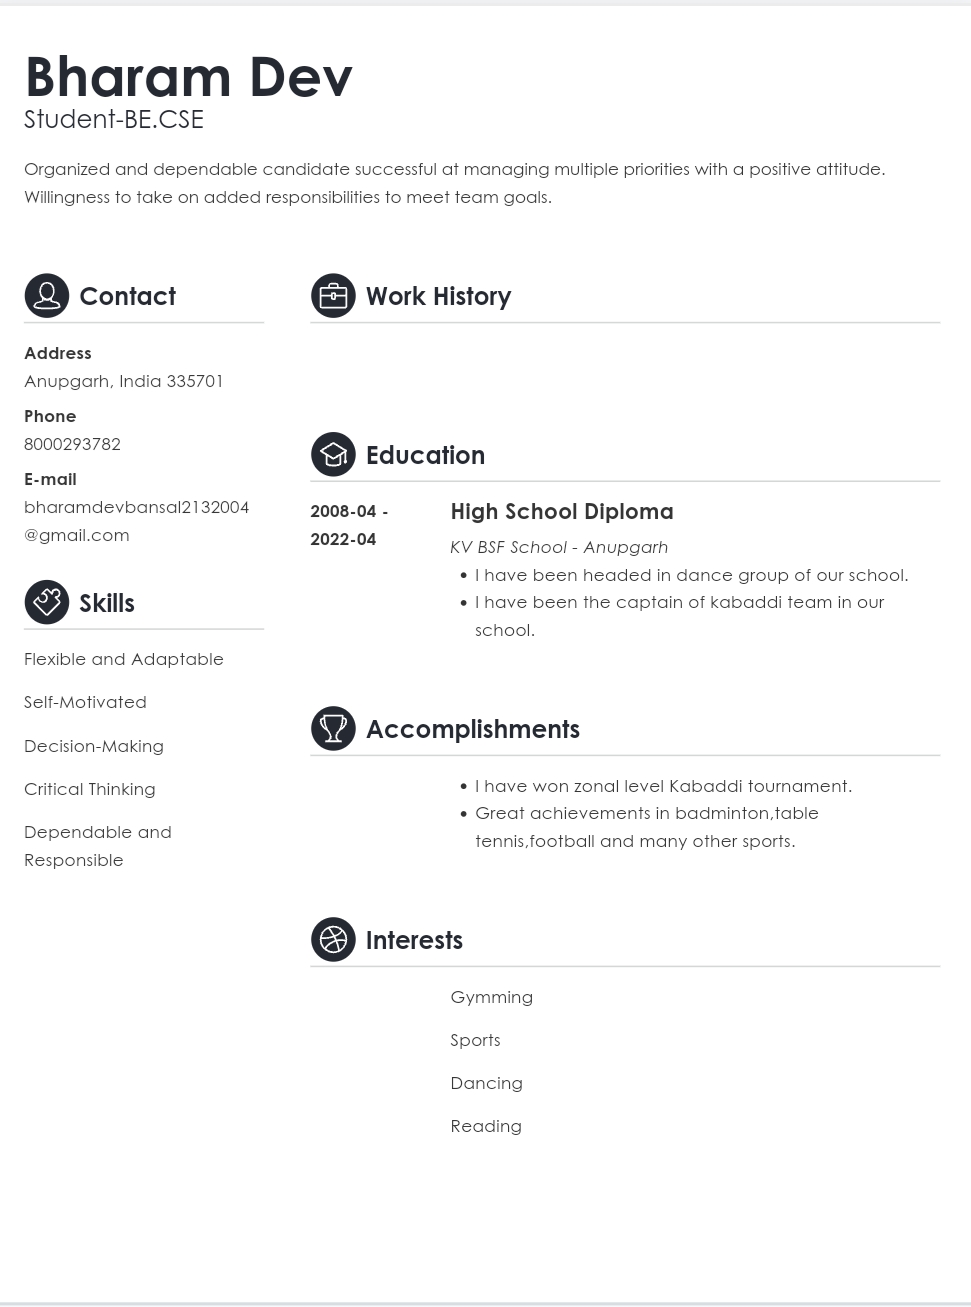 Bharam Dev
Student-BE.CSE
Organized and dependable candidate successful at managing multiple priorities with a positive attitude.
Willingness to take on added responsibilities to meet team goals.
Contact
Address
Anupgarh, India 335701
Phone
8000293782
E-mail
bharamdevbansal2132004
@gmail.com
Skills
Flexible and Adaptable
Self-Motivated
Decision-Making
Critical Thinking
Dependable and
Responsible
Work History
Education
2008-04 -
2022-04
High School Diploma
KV BSF School - Anupgarh
• I have been headed in dance group of our school.
• I have been the captain of kabaddi team in our
school.
Accomplishments
• I have won zonal level Kabaddi tournament.
• Great achievements in badminton,table
tennis,football and many other sports.
Interests
Gymming
Sports
Dancing
Reading